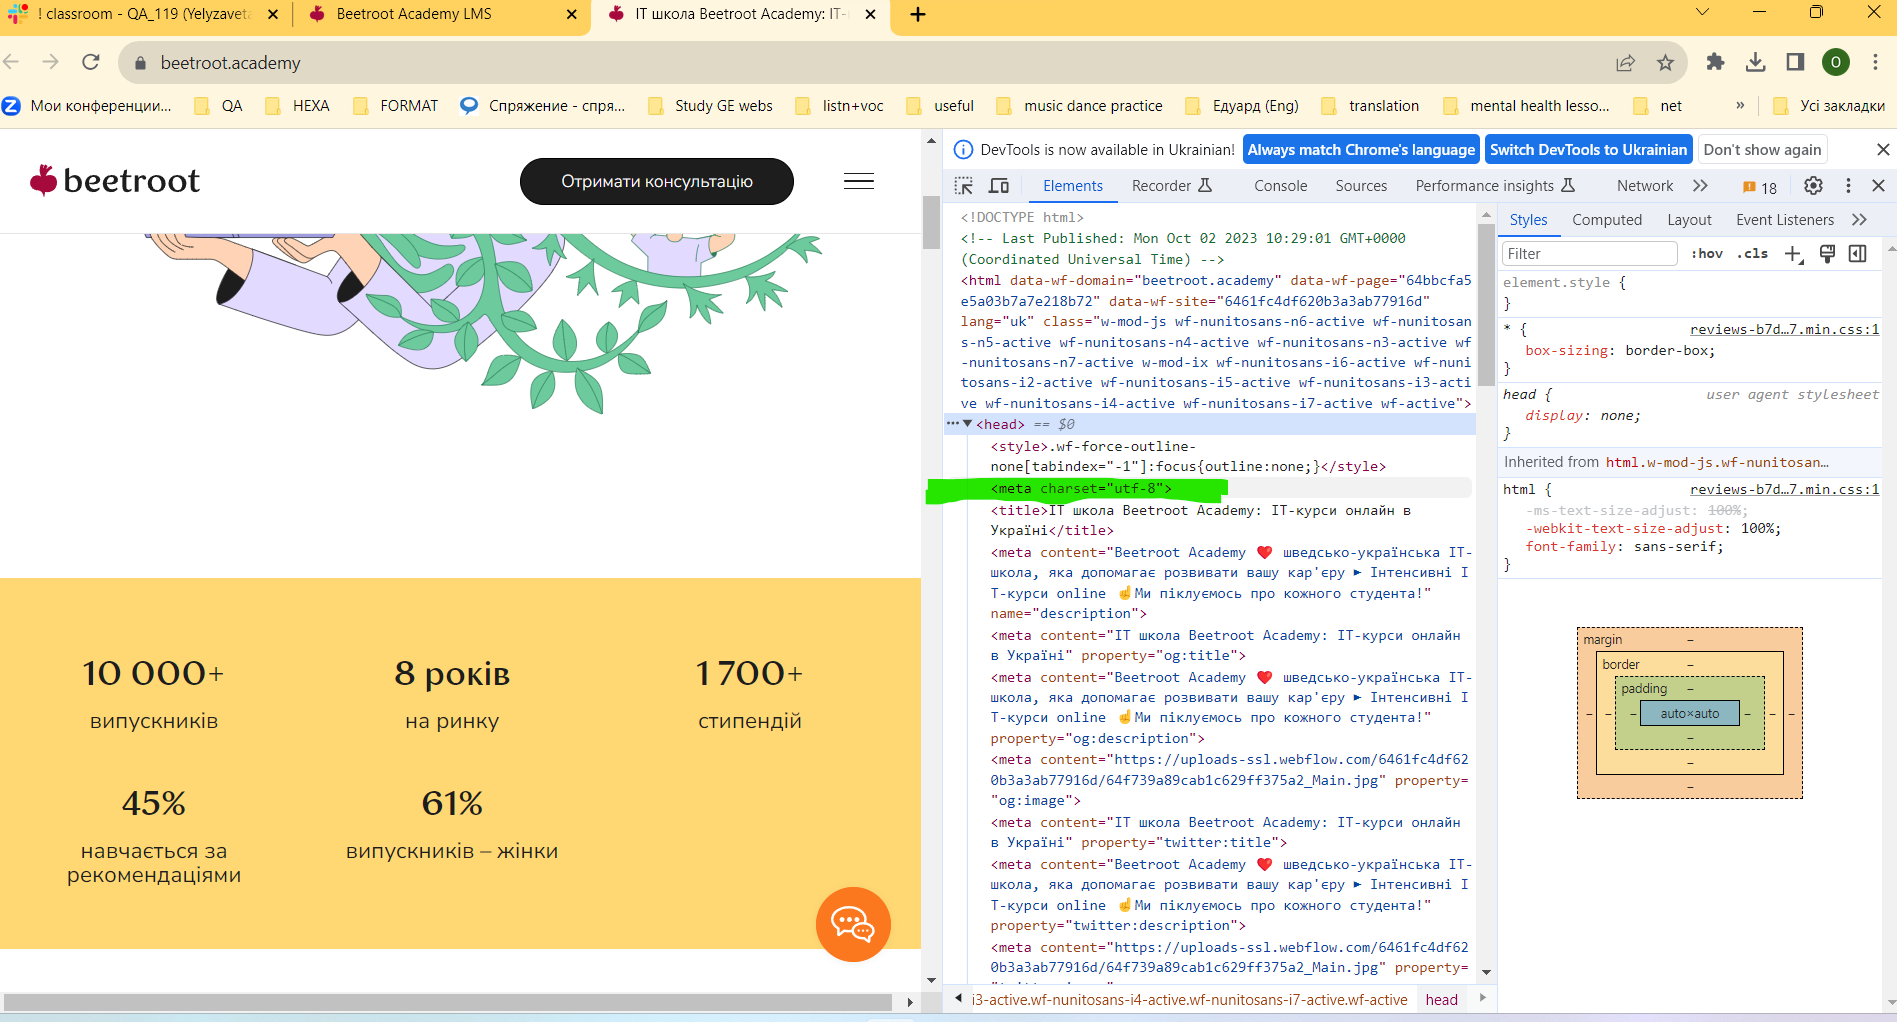 ! classroom - QA_119 (Yelyzaveta
Beetroot Academy LMS
IT школа Beetroot Academy: IT-
beetroot.academy
O
Мои конференции...
QA
HEXA
FORMAT
Спряжение - спря...
Study GE webs
listn+voc
useful
music dance practice
Едуард (Eng)
translation
mental health lesso...
net
»
Усі закладки
beetroot
Отримати консультацію
10 000+
випускників
8 років
на ринку
1 700+
стипендій
45%
навчається за
рекомендаціями
61%
випускників – жінки
DevTools is now available in Ukrainian!
Always match Chrome's language
Switch DevTools to Ukrainian
Don't show again
Elements
Recorder
Console
Sources
Performance insights
Network
18
<!DOCTYPE html>
<!-- Last Published: Mon Oct 02 2023 10:29:01 GMT+0000
(Coordinated Universal Time) -->
<html data-wf-domain="beetroot.academy" data-wf-page="64bbcfa5
e5a03b7a7e218b72" data-wf-site="6461fc4df620b3a3ab77916d"
lang="uk" class="w-mod-js wf-nunitosans-n6-active wf-nunitosan
s-n5-active wf-nunitosans-n4-active wf-nunitosans-n3-active wf
-nunitosans-n7-active w-mod-ix wf-nunitosans-i6-active wf-nuni
tosans-i2-active wf-nunitosans-i5-active wf-nunitosans-i3-acti
ve wf-nunitosans-i4-active wf-nunitosans-i7-active wf-active">
<head> == $0
<style>.wf-force-outline-
none[tabindex="-1"]:focus{outline:none;}</style>
<meta charset="utf-8">
<title>IT школа Beetroot Academy: IT-курси онлайн в
Україні</title>
<meta content="Beetroot Academy ❤️ шведсько-українська IT-
школа, яка допомагає розвивати вашу кар'єру ► Інтенсивні I
T-курси online ☝Ми піклуємось про кожного студента!"
name="description">
<meta content="IT школа Beetroot Academy: IT-курси онлайн
в Україні" property="og:title">
<meta content="Beetroot Academy ❤️ шведсько-українська IT-
школа, яка допомагає розвивати вашу кар'єру ► Інтенсивні I
T-курси online ☝Ми піклуємось про кожного студента!"
property="og:description">
<meta content="https://uploads-ssl.webflow.com/6461fc4df62
0b3a3ab77916d/64f739a89cab1c629ff375a2_Main.jpg" property=
"og:image">
<meta content="IT школа Beetroot Academy: IT-курси онлайн
в Україні" property="twitter:title">
<meta content="Beetroot Academy ❤️ шведсько-українська IT-
школа, яка допомагає розвивати вашу кар'єру ► Інтенсивні I
T-курси online ☝Ми піклуємось про кожного студента!"
property="twitter:description">
<meta content="https://uploads-ssl.webflow.com/6461fc4df62
0b3a3ab77916d/64f739a89cab1c629ff375a2_Main.jpg" property=
i3-active.wf-nunitosans-i4-active.wf-nunitosans-i7-active.wf-active
head
Styles
Computed
Layout
Event Listeners
Filter
:hov
.cls
element.style {
}
* {
reviews-b7d…7.min.css:1
box-sizing: border-box;
}
head {
user agent stylesheet
display: none;
}
Inherited from html.w-mod-js.wf-nunitosan…
html {
reviews-b7d…7.min.css:1
-ms-text-size-adjust: 100%;
-webkit-text-size-adjust: 100%;
font-family: sans-serif;
}
margin
border
padding
auto×auto